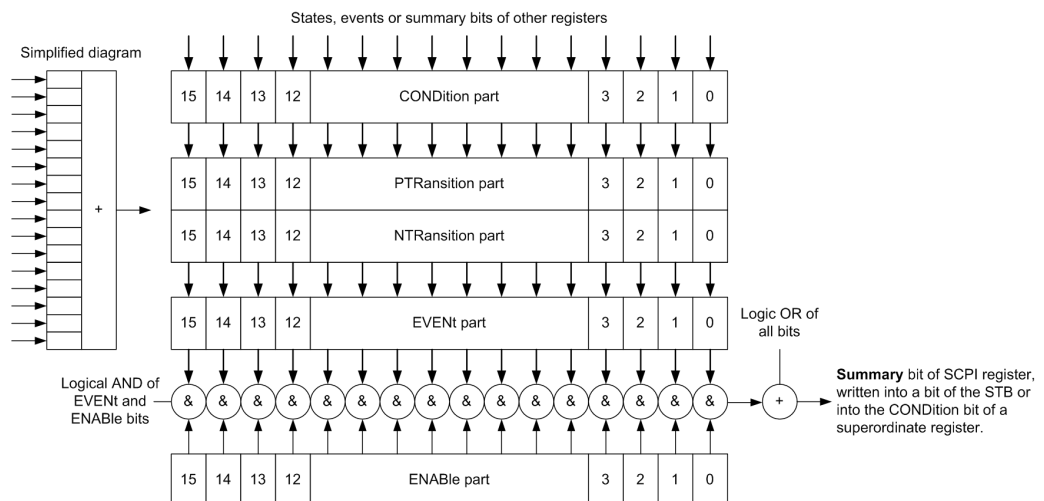 States, events or summary bits of other registers
Simplified diagram
15 14 13 12 CONDition part 3 2 1 0
15 14 13 12 PTRansition part 3 2 1 0
+
15 14 13 12 NTRansition part 3 2 1 0
15 14 13 12 EVENt part 3 2 1 0
Logic OR of
all bits
Logical AND of
EVENt and
ENABle bits
& & & & & & & & & & & & & & & &
+
Summary bit of SCPI register,
written into a bit of the STB or
into the CONDition bit of a
superordinate register.
15 14 13 12 ENABle part 3 2 1 0